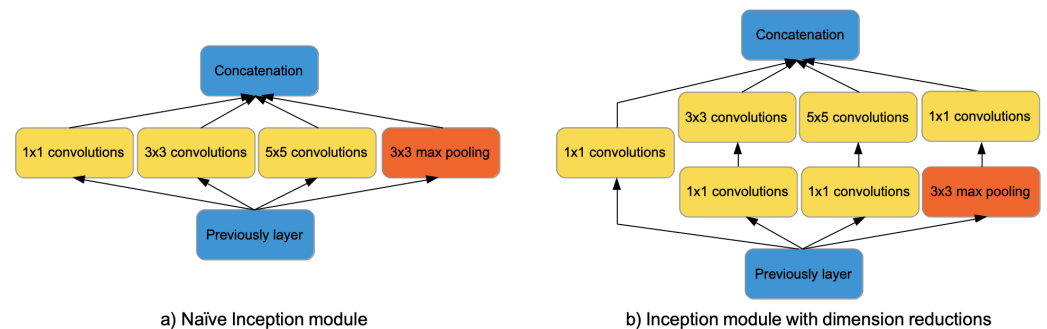 Concatenation
1x1 convolutions
3x3 convolutions
5x5 convolutions
3x3 max pooling
Previously layer
a) Naïve Inception module
Concatenation
3x3 convolutions
5x5 convolutions
1x1 convolutions
1x1 convolutions
1x1 convolutions
1x1 convolutions
3x3 max pooling
Previously layer
b) Inception module with dimension reductions